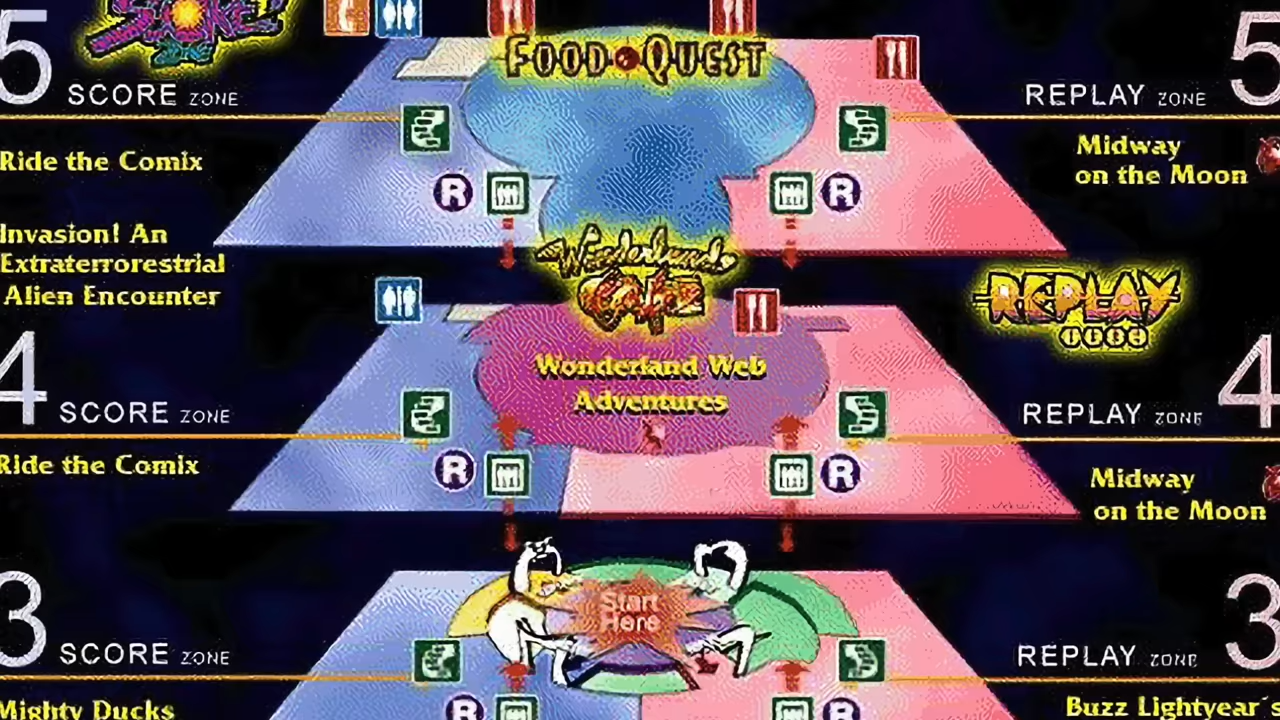 5
SCORE ZONE
FOOD QUEST
REPLAY ZONE
5
Ride the Comix
Midway
on the Moon
R
R
Invasion! An
Extraterrorestrial
Alien Encounter
Wonderland
Cafe
REPLAY
ZONE
Wonderland Web
Adventures
4
SCORE ZONE
REPLAY ZONE
4
Ride the Comix
R
R
Midway
on the Moon
Start
Here
3
SCORE ZONE
REPLAY ZONE
3
Mighty Ducks
R
R
Buzz Lightyear's